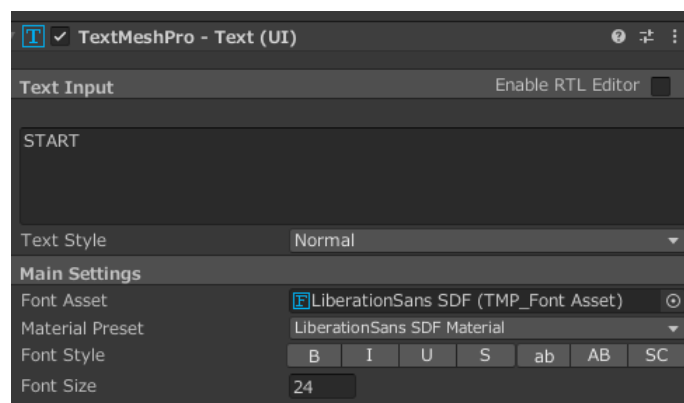 TextMeshPro - Text (UI)
Text Input Enable RTL Editor
START
Text Style Normal
Main Settings
Font Asset LiberationSans SDF (TMP_Font Asset)
Material Preset LiberationSans SDF Material
Font Style B I U S ab AB SC
Font Size 24